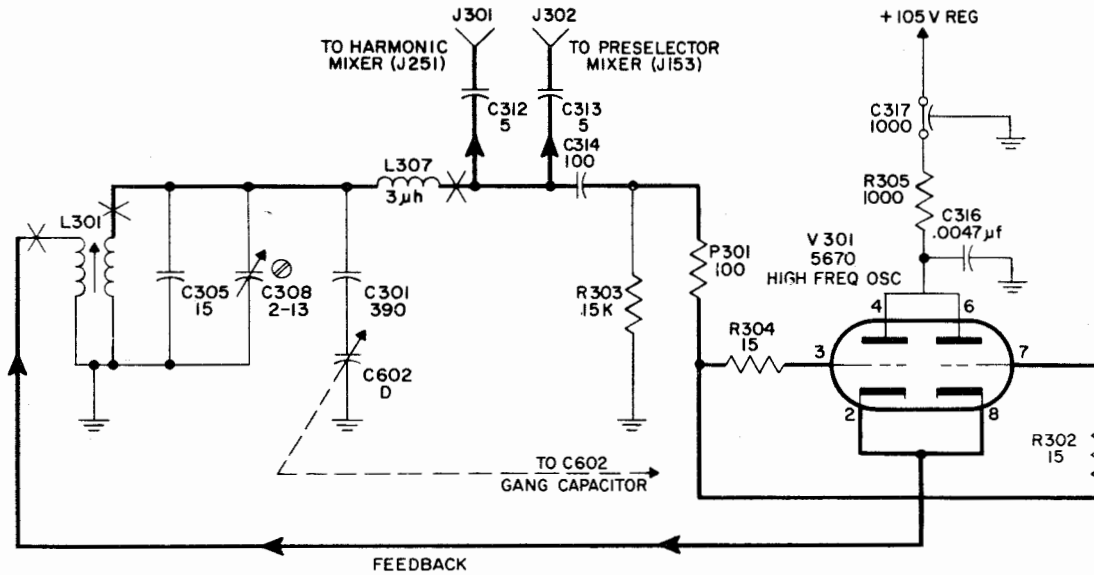 J301
J302
+105V REG
TO HARMONIC
MIXER (J251)
TO PRESELECTOR
MIXER (J153)
C312
5
C313
5
C314
100
C317
1000
L307
3μh
R305
1000
C316
.0047μf
L301
V 301
5670
HIGH FREQ OSC
P301
100
C305
15
C308
2-13
C301
390
R303
.15K
4
6
R304
15
3
7
C602
D
2
8
R302
15
TO C602
GANG CAPACITOR
FEEDBACK